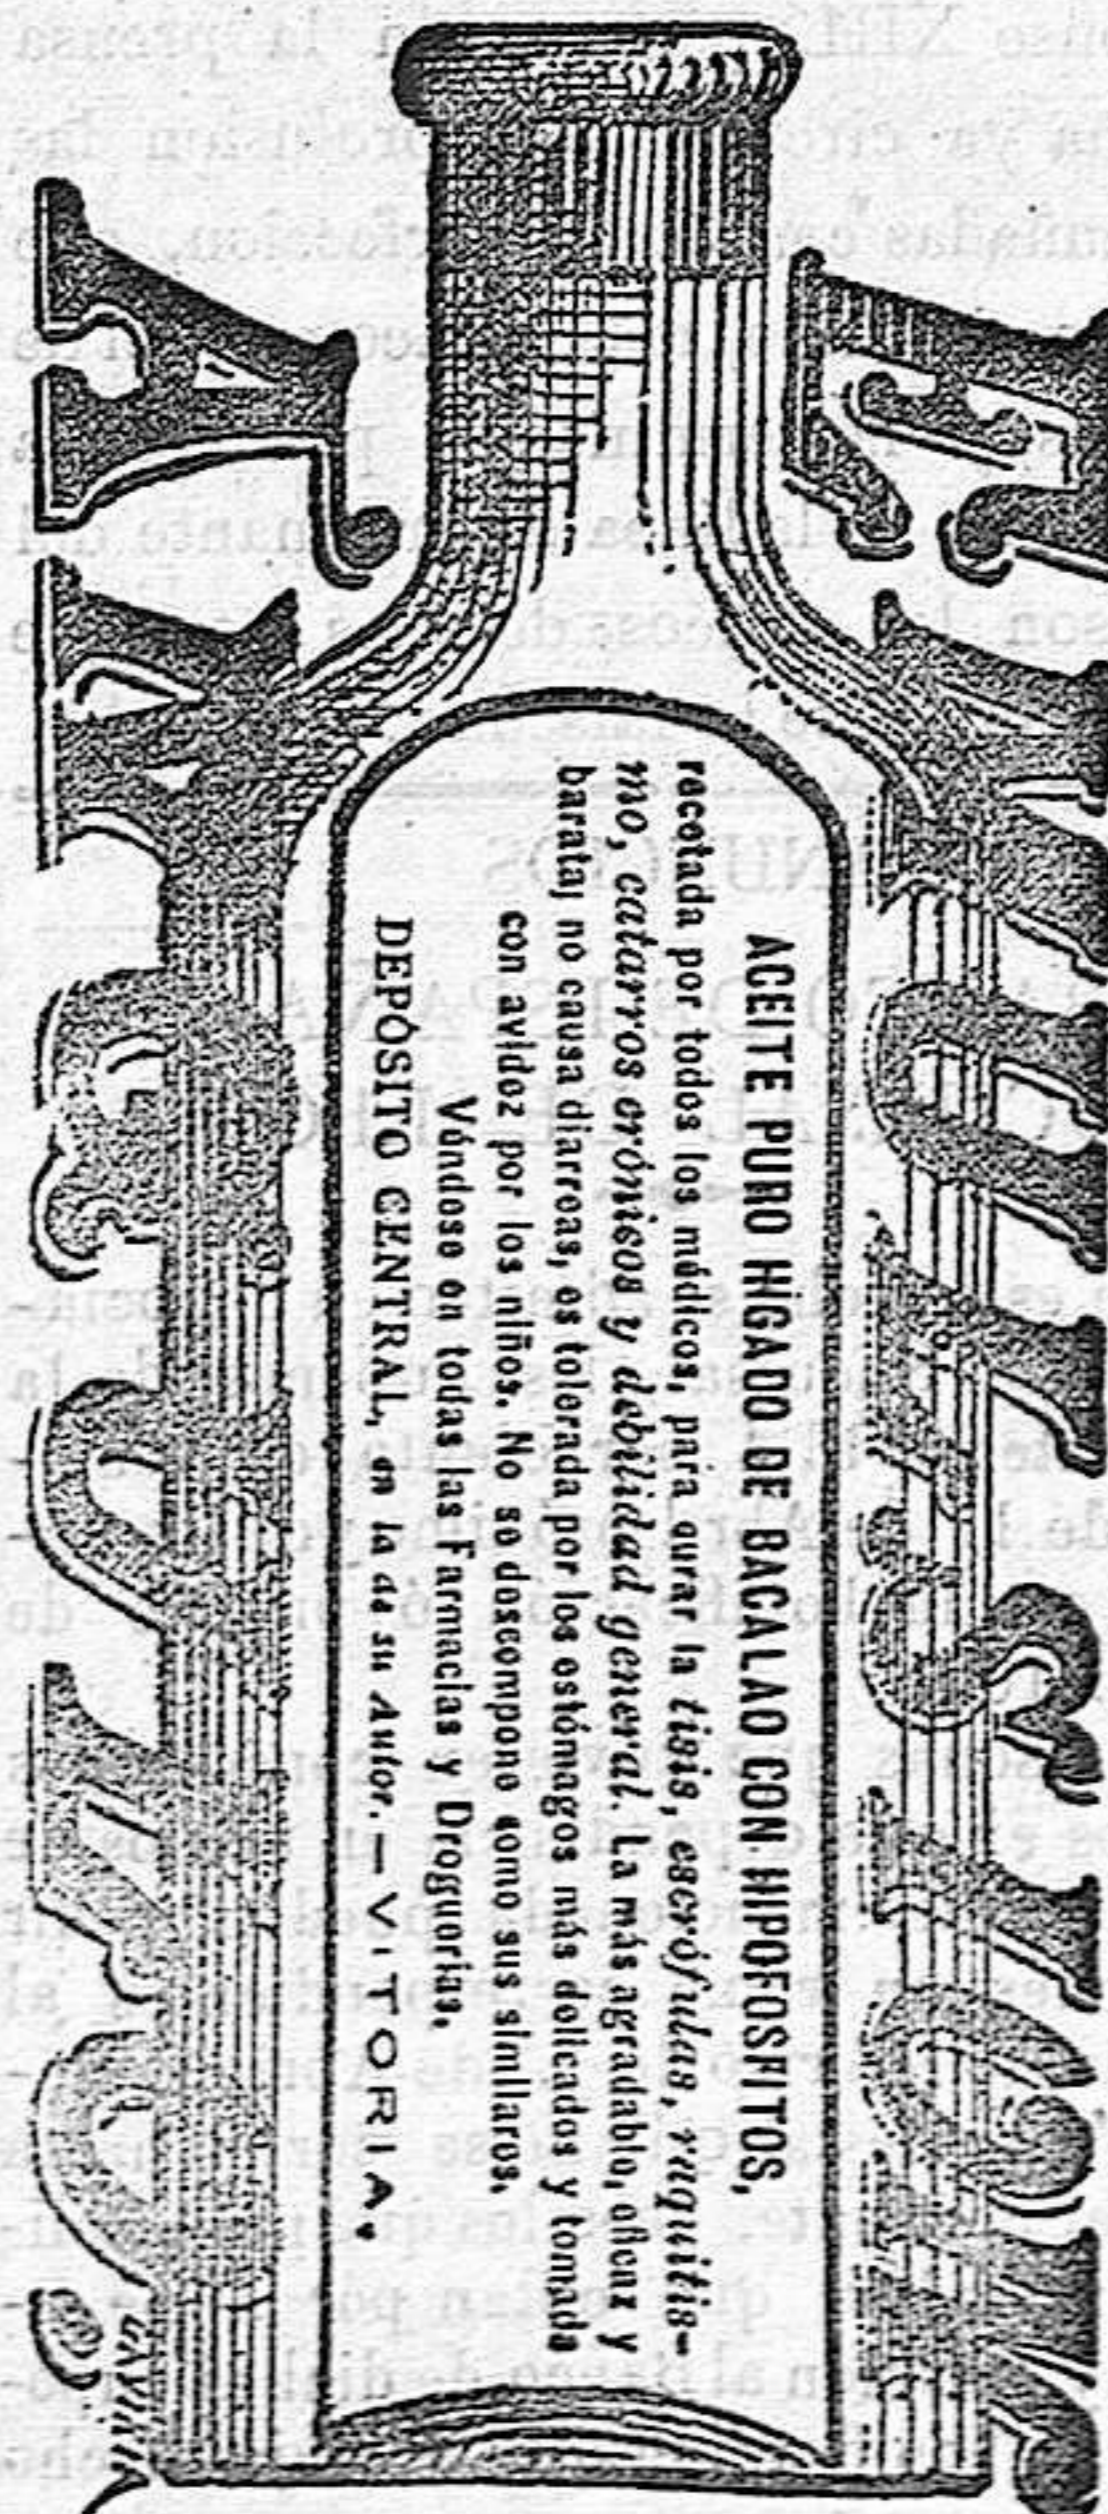 EMULSIÓN
ACEITE PURO HÍGADO DE BACALAO CON HIPOFOSFITOS,
recetada por todos los médicos, para curar la tisis, escrófulas, raquitis-
mo, catarros crónicos y debilidad general. La más agradable, eficaz y
barata; no causa diarreas, es tolerada por los estómagos más delicados y tomada
con avidez por los niños. No se descompone como sus similares.
Véndese en todas las Farmacias y Droguerías.
DEPÓSITO CENTRAL, en la de su Autor.—VITORIA.